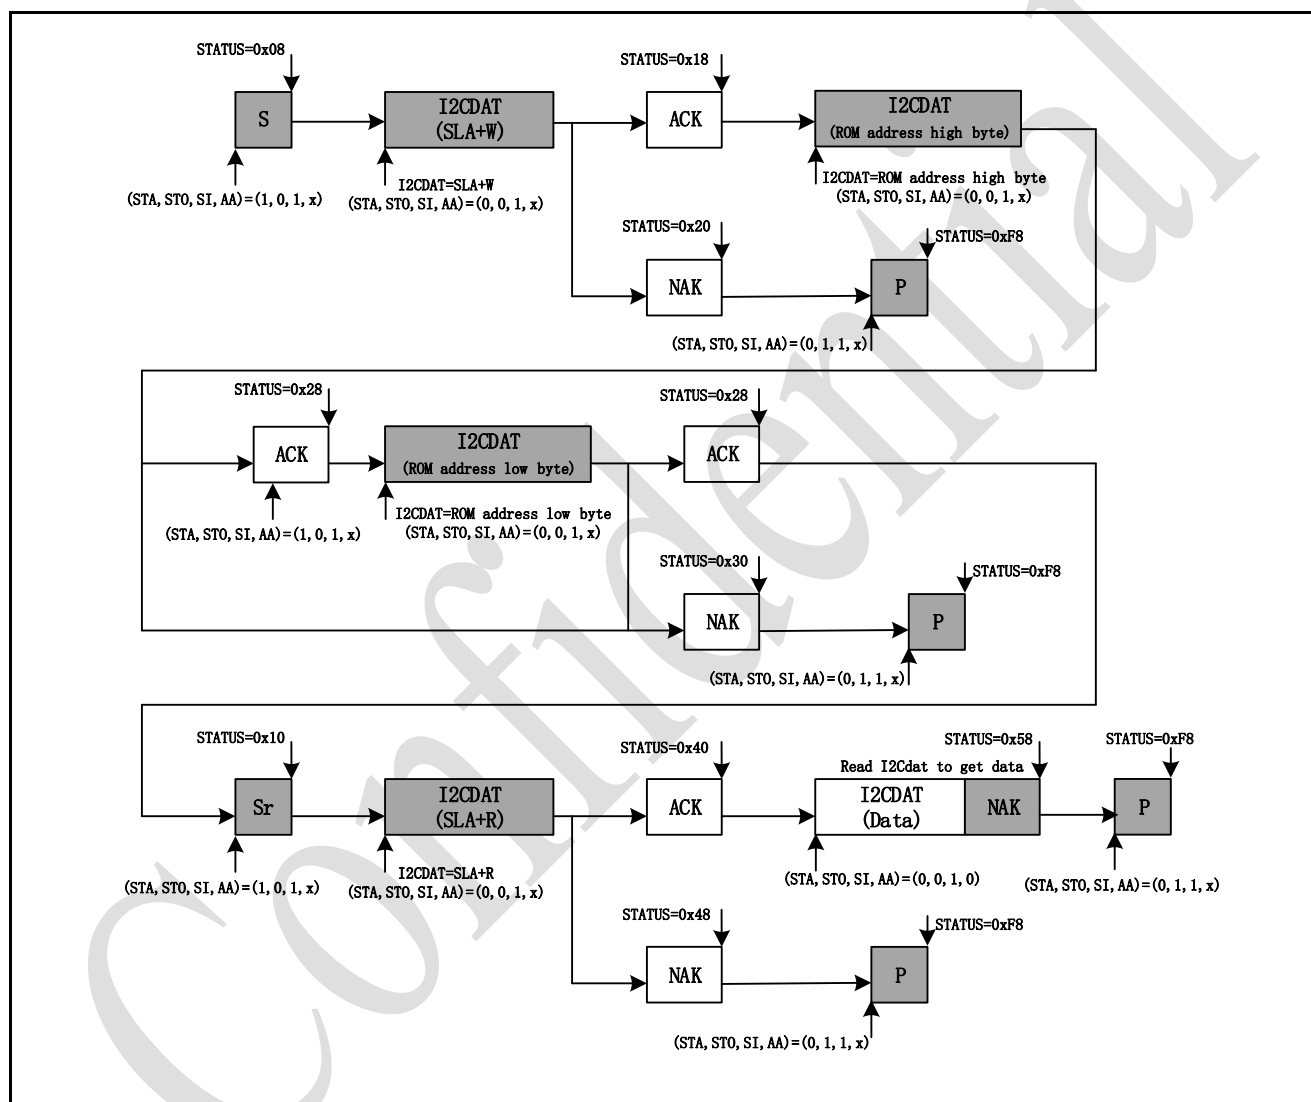 STATUS=0x08
STATUS=0x18
S
I2CDAT
(SLA+W)
ACK
I2CDAT
(ROM address high byte)
(STA, STO, SI, AA)=(1, 0, 1, x)
I2CDAT=SLA+W
(STA, STO, SI, AA)=(0, 0, 1, x)
I2CDAT=ROM address high byte
(STA, STO, SI, AA)=(0, 0, 1, x)
STATUS=0x20
STATUS=0xF8
NAK
P
(STA, STO, SI, AA)=(0, 1, 1, x)
STATUS=0x28
STATUS=0x28
ACK
I2CDAT
(ROM address low byte)
ACK
(STA, STO, SI, AA)=(1, 0, 1, x)
I2CDAT=ROM address low byte
(STA, STO, SI, AA)=(0, 0, 1, x)
STATUS=0x30
STATUS=0xF8
NAK
P
(STA, STO, SI, AA)=(0, 1, 1, x)
STATUS=0x10
STATUS=0x40
STATUS=0x58
STATUS=0xF8
Read I2Cdat to get data
Sr
I2CDAT
(SLA+R)
ACK
I2CDAT
(Data)
NAK
P
(STA, STO, SI, AA)=(1, 0, 1, x)
I2CDAT=SLA+R
(STA, STO, SI, AA)=(0, 0, 1, x)
(STA, STO, SI, AA)=(0, 0, 1, 0)
(STA, STO, SI, AA)=(0, 1, 1, x)
STATUS=0x48
STATUS=0xF8
NAK
P
(STA, STO, SI, AA)=(0, 1, 1, x)
Confidential